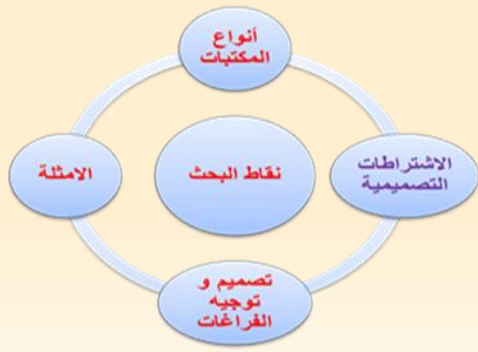 أنواع
المكتبات
الاشتراطات
التصميمية
نقاط البحث
الامثلة
تصميم و
توجيه
الفراغات